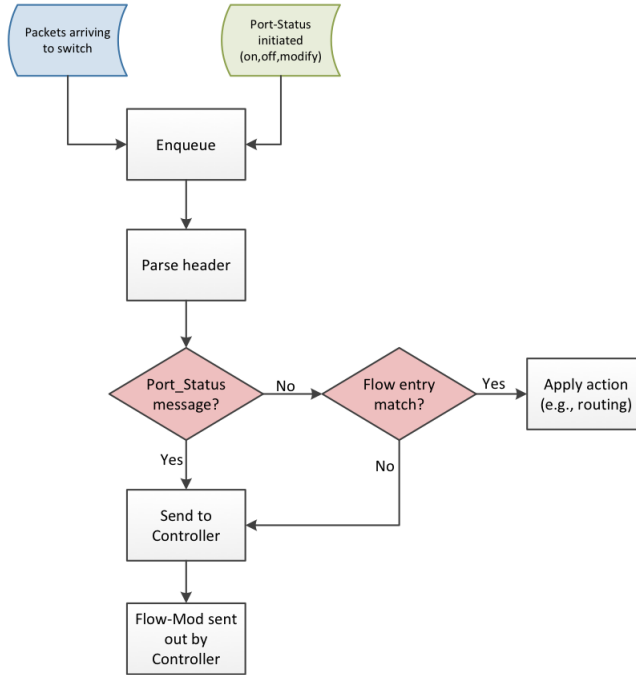 Packets arriving
to switch
Port-Status
initiated
(on,off,modify)
Enqueue
Parse header
Port_Status
message?
No
Flow entry
match?
Yes
Apply action
(e.g., routing)
Yes
No
Send to
Controller
Flow-Mod sent
out by
Controller